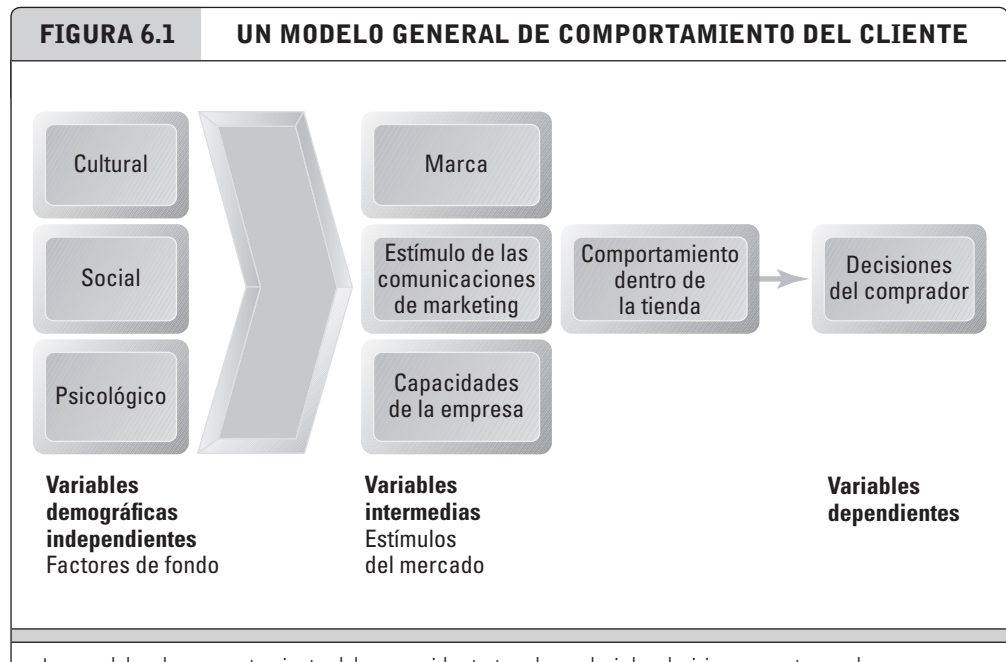 FIGURA 6.1
UN MODELO GENERAL DE COMPORTAMIENTO DEL CLIENTE
Cultural
Social
Psicológico
Variables
demográficas
independientes
Factores de fondo
Marca
Estímulo de las
comunicaciones
de marketing
Capacidades
de la empresa
Variables
intermedias
Estímulos
del mercado
Comportamiento
dentro de
la tienda
Decisiones
del comprador
Variables
dependientes